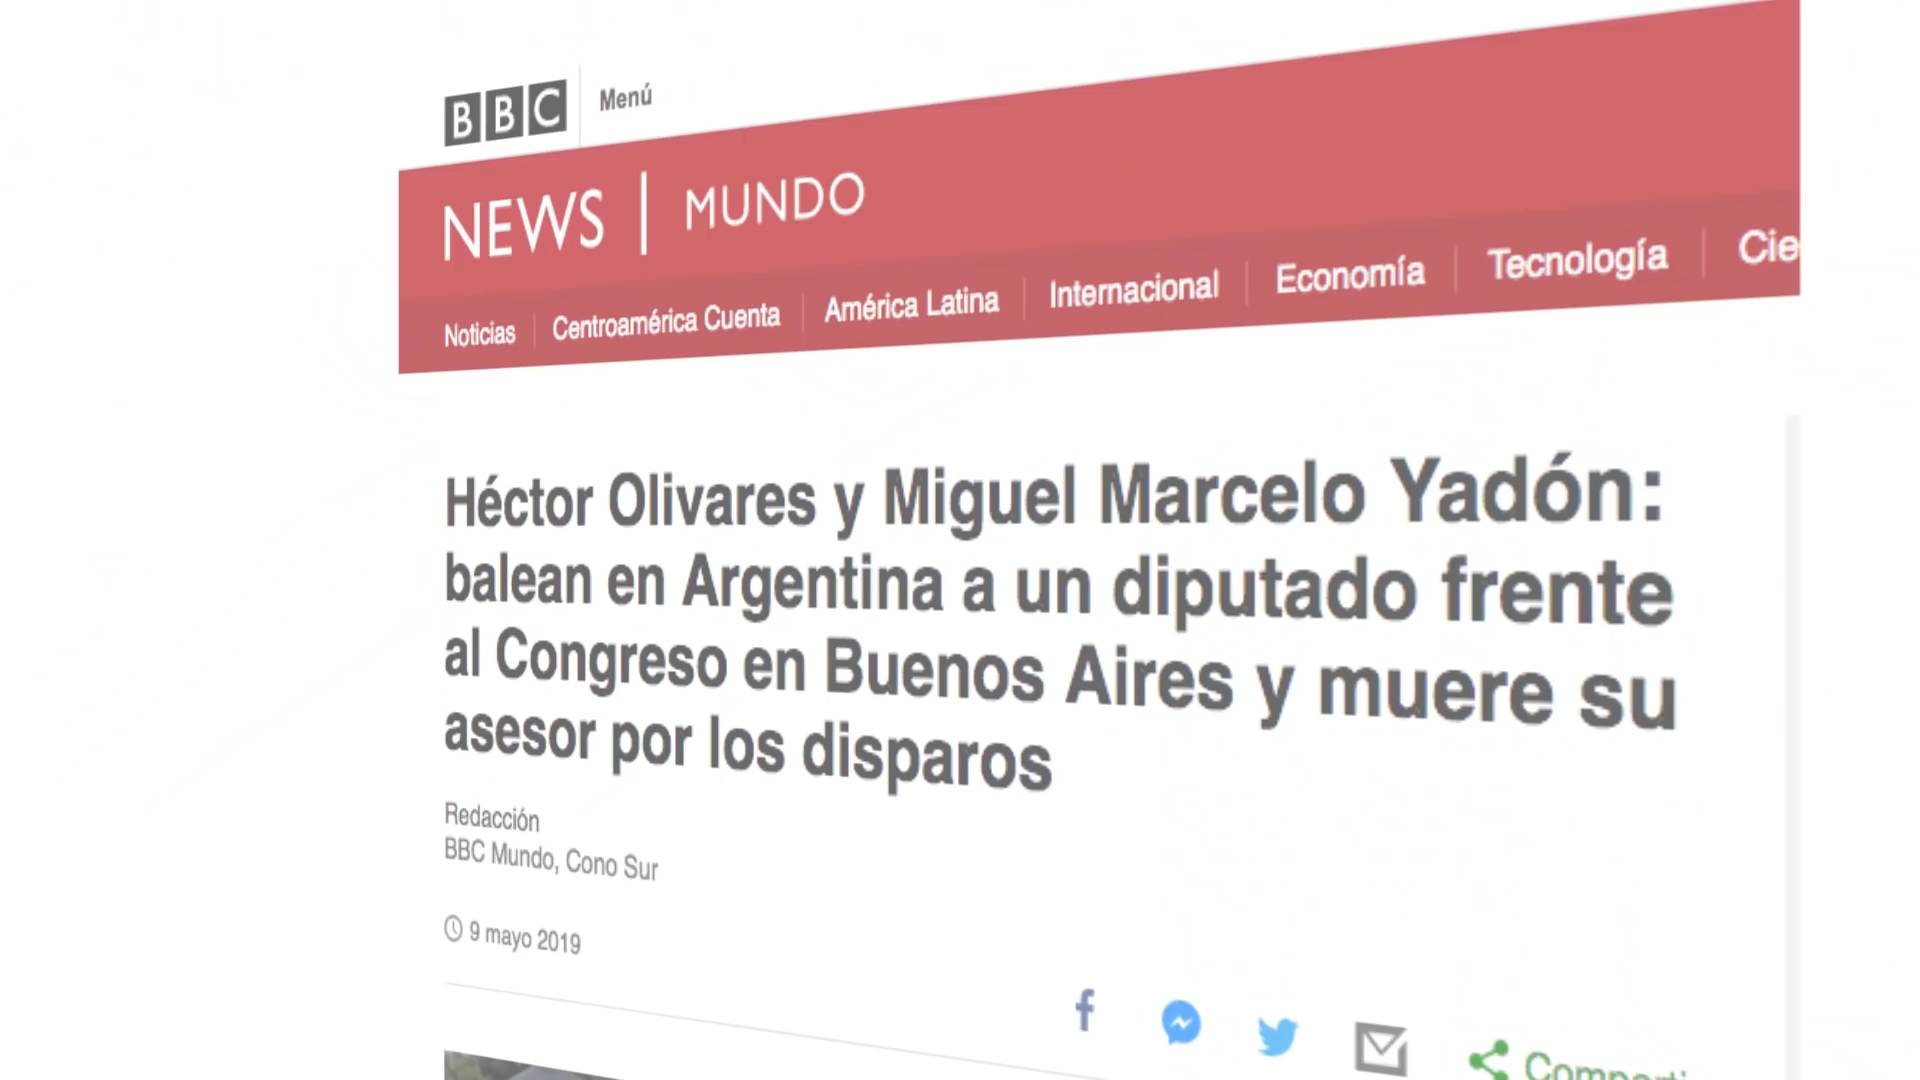 BBC
Menú
NEWS | MUNDO
Noticias
Centroamérica Cuenta
América Latina
Internacional
Economía
Tecnología
Héctor Olivares y Miguel Marcelo Yadón:
balean en Argentina a un diputado frente
al Congreso en Buenos Aires y muere su
asesor por los disparos
Redacción
BBC Mundo, Cono Sur
9 mayo 2019